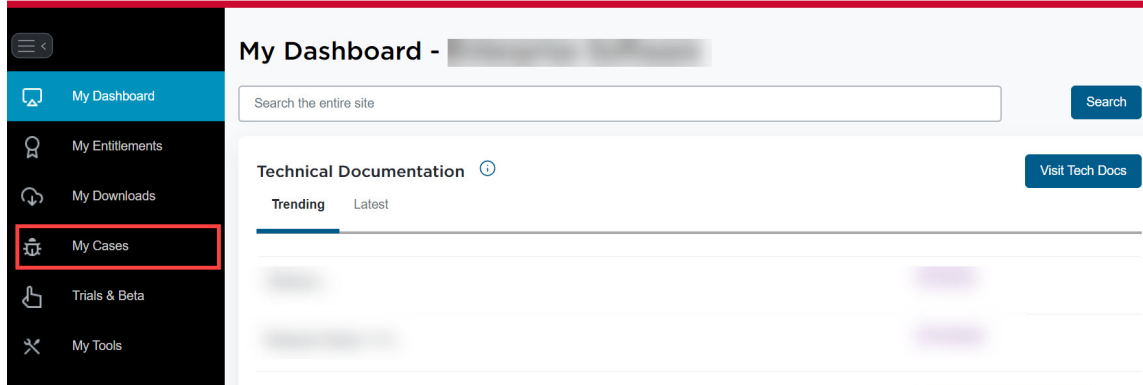 My Dashboard -
My Dashboard
My Entitlements
My Downloads
My Cases
Trials & Beta
My Tools
Search the entire site
Search
Technical Documentation
Visit Tech Docs
Trending
Latest